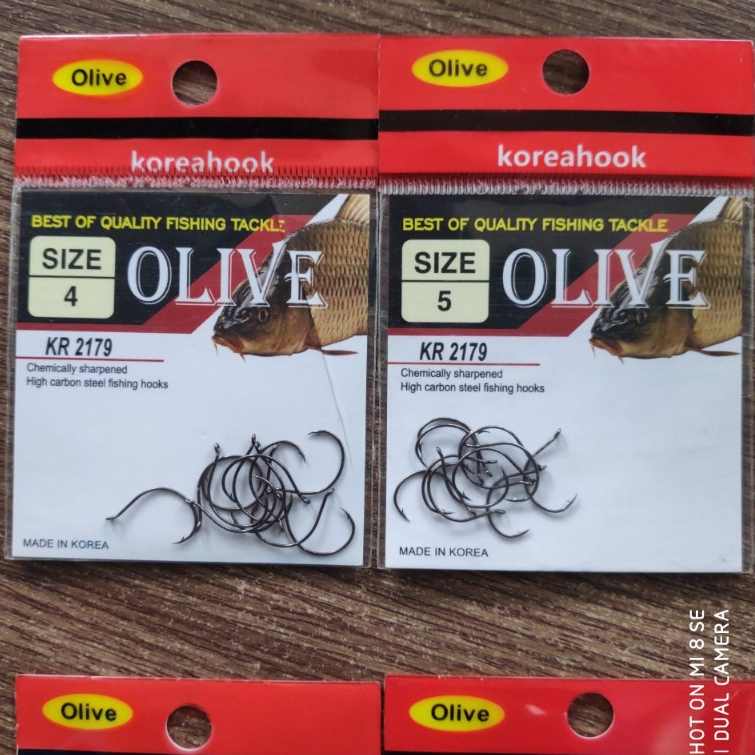 Olive
koreahook
BEST OF QUALITY FISHING TACKLE
SIZE
4
OLIVE
KR 2179
Chemically sharpened
High carbon steel fishing hooks
MADE IN KOREA
Olive
koreahook
BEST OF QUALITY FISHING TACKLE
SIZE
5
OLIVE
KR 2179
Chemically sharpened
High carbon steel fishing hooks
MADE IN KOREA
Olive
Olive
SHOT ON MI 8 SE
AI DUAL CAMERA